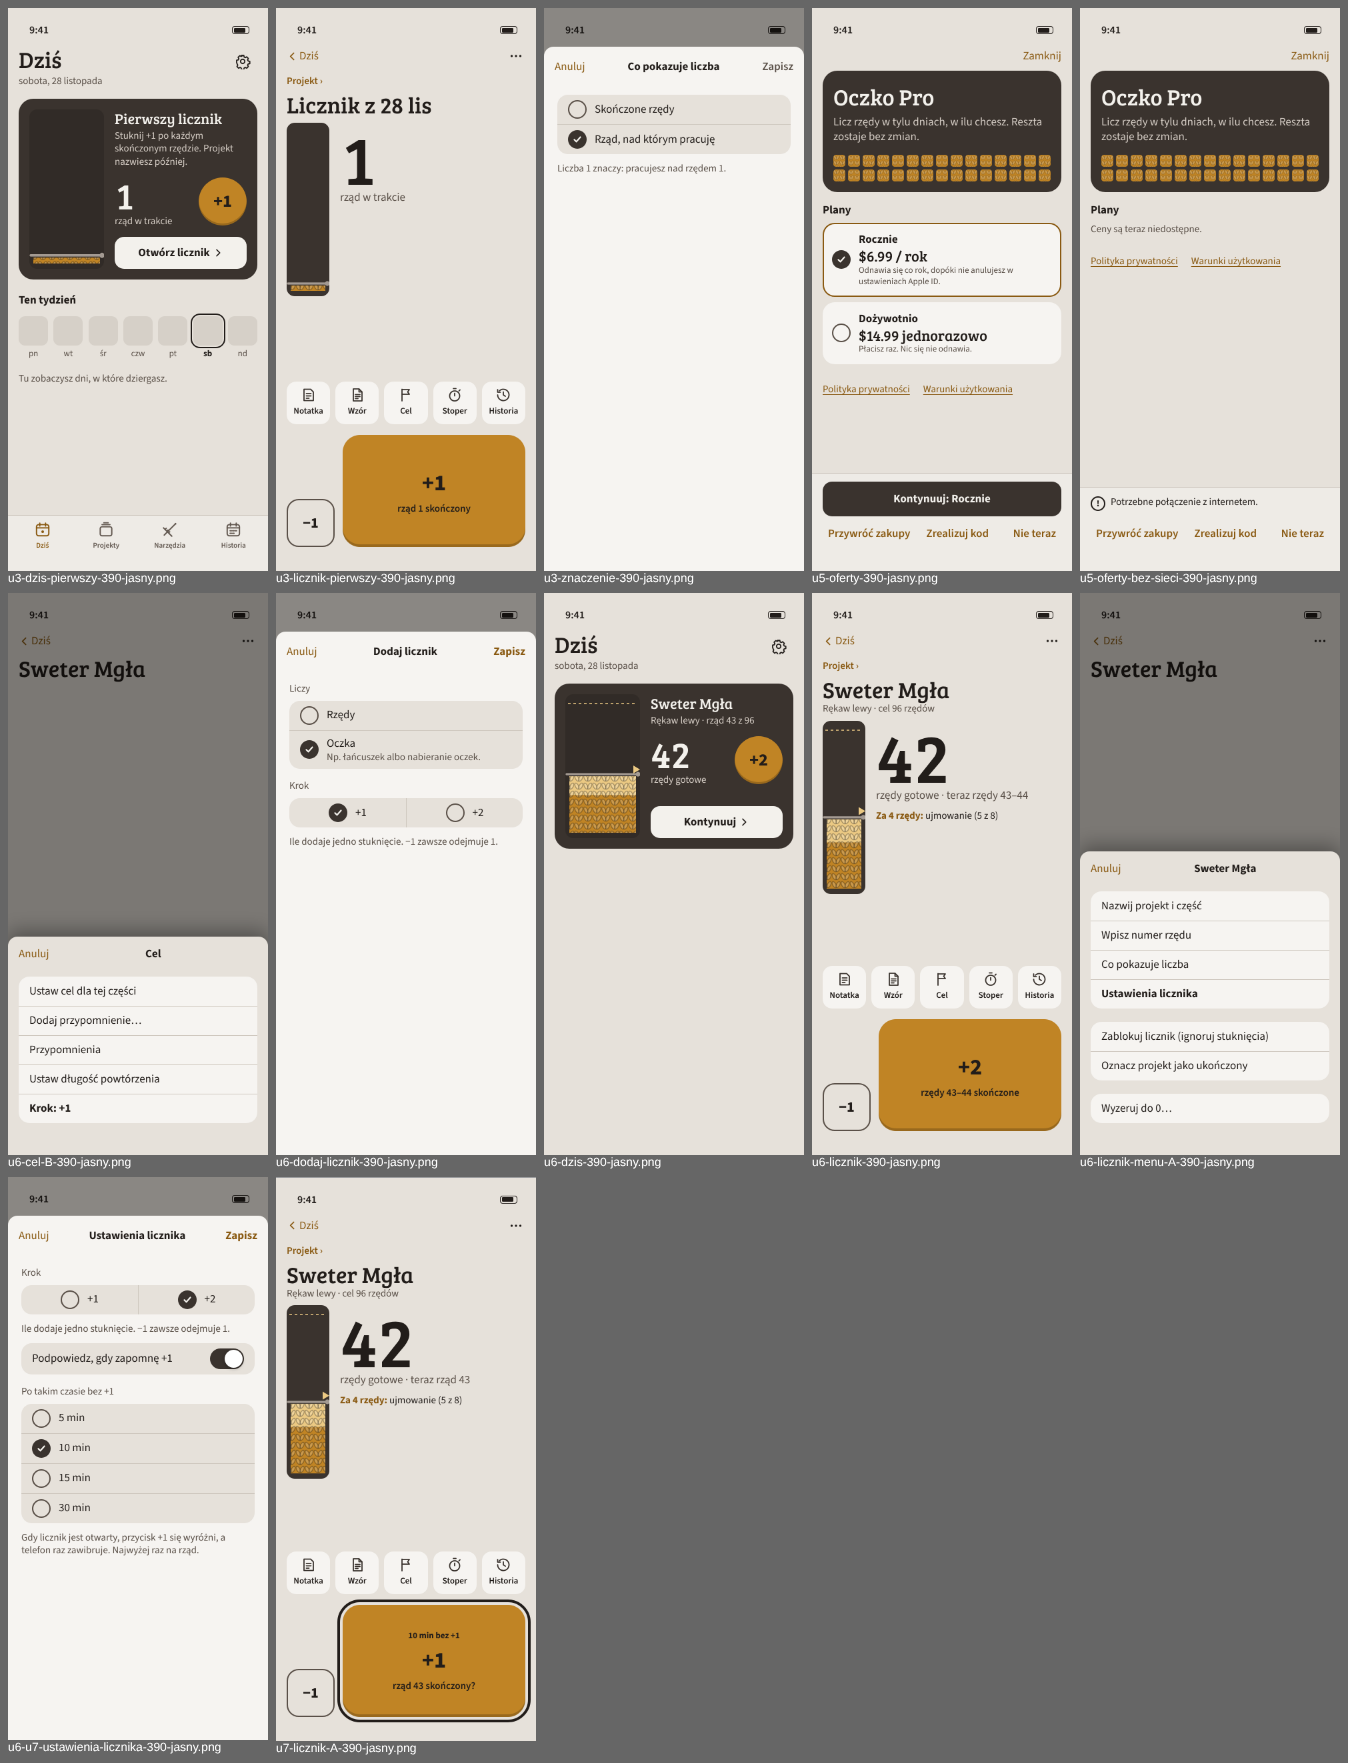 9:41
Dziś
sobota, 28 listopada
Pierwszy licznik
Stuknij +1 po każdym
skończonym rzędzie. Projekt
nazwiesz później.
1
rząd w trakcie
+1
Otwórz licznik
Ten tydzień
pn wt śr czw pt sb nd
Tu zobaczysz dni, w które dziergasz.
Dziś Projekty Narzędzia Historia
u3-dzis-pierwszy-390-jasny.png
9:41
Dziś
Projekt ›
Licznik z 28 lis
1
rząd w trakcie
Notatka Wzór Cel Stoper Historia
+1
rząd 1 skończony
−1
u3-licznik-pierwszy-390-jasny.png
9:41
Anuluj Co pokazuje liczba Zapisz
Skończone rzędy
Rząd, nad którym pracuję
Liczba 1 znaczy: pracujesz nad rzędem 1.
u3-znaczenie-390-jasny.png
9:41
Zamknij
Oczko Pro
Licz rzędy w tylu dniach, w ilu chcesz. Reszta
zostaje bez zmian.
Plany
Rocznie
$6.99 / rok
Odnawia się co rok, dopóki nie anulujesz w
ustawieniach Apple ID.
Dożywotnio
$14.99 jednorazowo
Płacisz raz. Nic się nie odnawia.
Polityka prywatności Warunki użytkowania
Kontynuuj: Rocznie
Przywróć zakupy Zrealizuj kod Nie teraz
u5-oferty-390-jasny.png
9:41
Zamknij
Oczko Pro
Licz rzędy w tylu dniach, w ilu chcesz. Reszta
zostaje bez zmian.
Plany
Ceny są teraz niedostępne.
Polityka prywatności Warunki użytkowania
Potrzebne połączenie z internetem.
Przywróć zakupy Zrealizuj kod Nie teraz
u5-oferty-bez-sieci-390-jasny.png
9:41
Dziś
Sweter Mgła
Anuluj Cel
Ustaw cel dla tej części
Dodaj przypomnienie…
Przypomnienia
Ustaw długość powtórzenia
Krok: +1
u6-cel-B-390-jasny.png
9:41
Anuluj Dodaj licznik Zapisz
Liczy
Rzędy
Oczka
Np. łańcuszek albo nabieranie oczek.
Krok
+1 +2
Ile dodaje jedno stuknięcie. −1 zawsze odejmuje 1.
u6-dodaj-licznik-390-jasny.png
9:41
Dziś
sobota, 28 listopada
Sweter Mgła
Rękaw lewy · rząd 43 z 96
42
rzędy gotowe
+2
Kontynuuj
u6-dzis-390-jasny.png
9:41
Dziś
Projekt ›
Sweter Mgła
Rękaw lewy · cel 96 rzędów
42
rzędy gotowe · teraz rzędy 43–44
Za 4 rzędy: ujmowanie (5 z 8)
Notatka Wzór Cel Stoper Historia
+2
rzędy 43–44 skończone
−1
u6-licznik-390-jasny.png
9:41
Dziś
Sweter Mgła
Anuluj Sweter Mgła
Nazwij projekt i część
Wpisz numer rzędu
Co pokazuje liczba
Ustawienia licznika
Zablokuj licznik (ignoruj stuknięcia)
Oznacz projekt jako ukończony
Wyzeruj do 0…
u6-licznik-menu-A-390-jasny.png
9:41
Anuluj Ustawienia licznika Zapisz
Krok
+1 +2
Ile dodaje jedno stuknięcie. −1 zawsze odejmuje 1.
Podpowiedz, gdy zapomnę +1
Po takim czasie bez +1
5 min
10 min
15 min
30 min
Gdy licznik jest otwarty, przycisk +1 się wyróżni, a
telefon raz zawibruje. Najwyżej raz na rząd.
u6-u7-ustawienia-licznika-390-jasny.png
9:41
Dziś
Projekt ›
Sweter Mgła
Rękaw lewy · cel 96 rzędów
42
rzędy gotowe · teraz rząd 43
Za 4 rzędy: ujmowanie (5 z 8)
Notatka Wzór Cel Stoper Historia
10 min bez +1
+1
rząd 43 skończony?
−1
u7-licznik-A-390-jasny.png